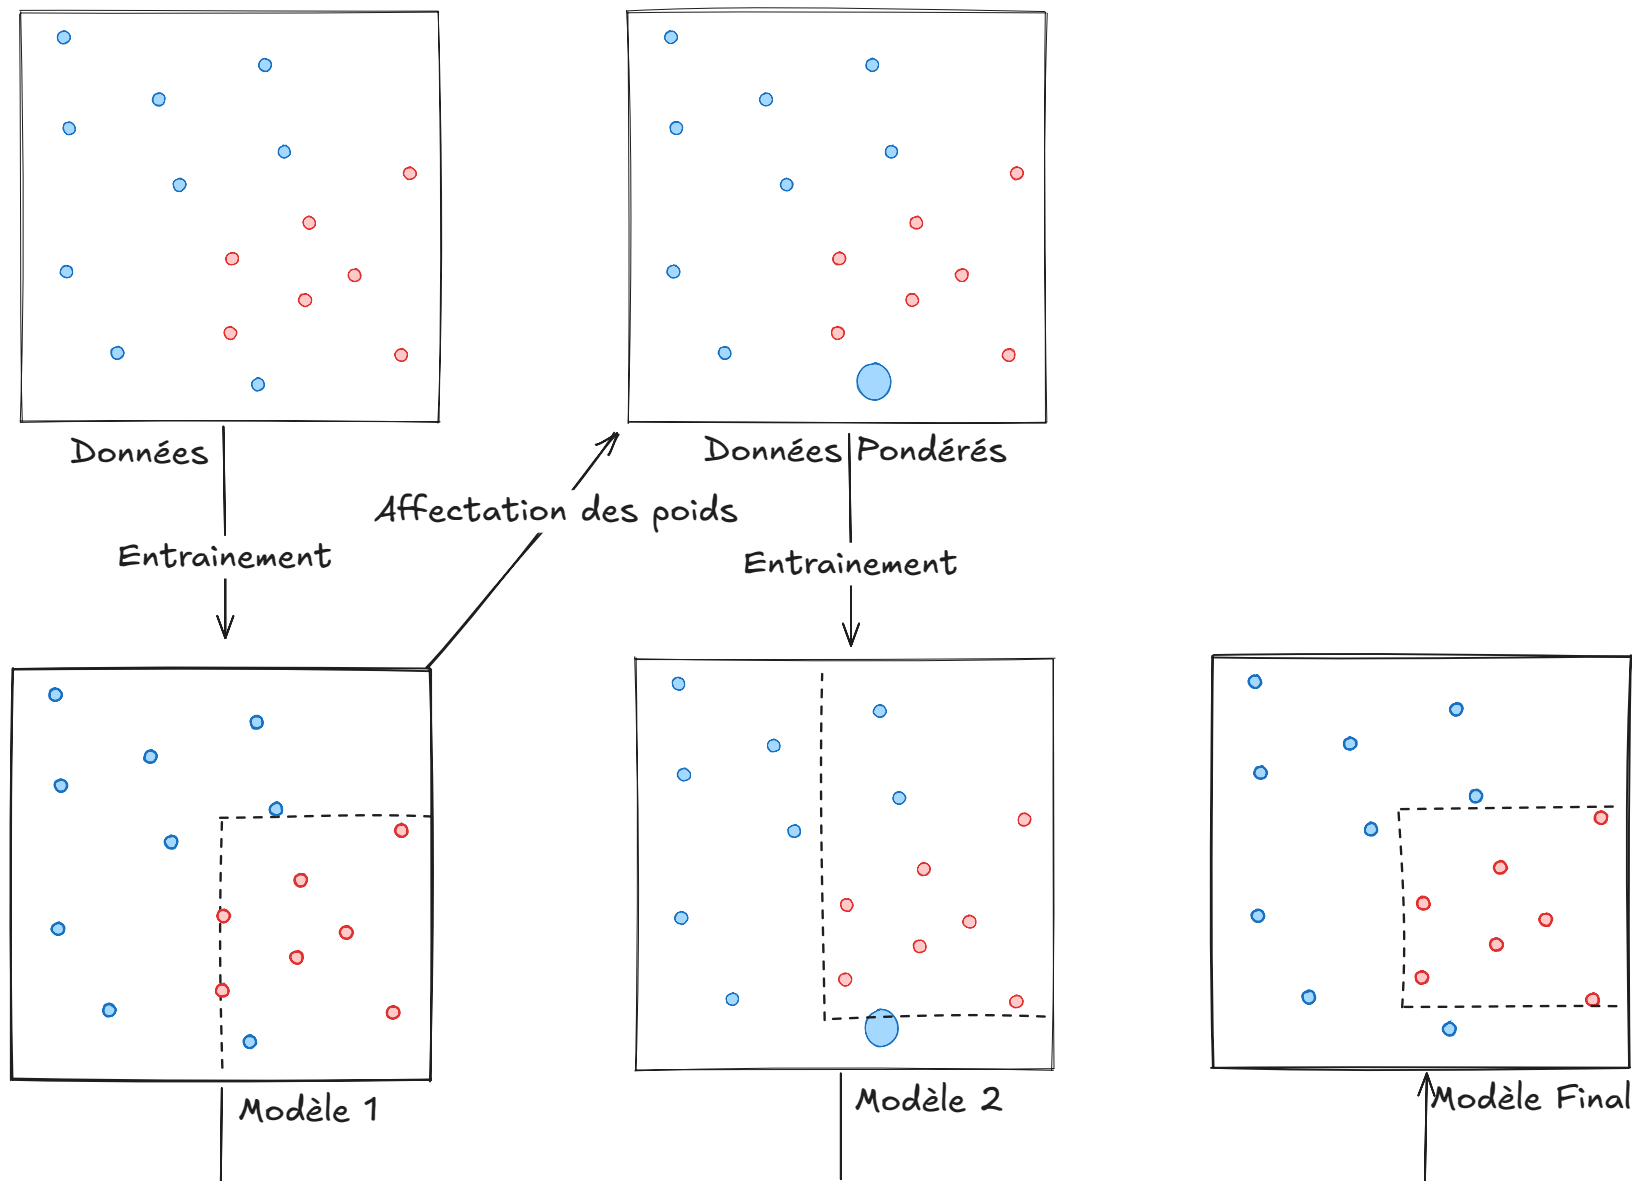 Données
Données Pondérés
Affectation des poids
Entrainement
Entrainement
Modèle 1
Modèle 2
Modèle Final